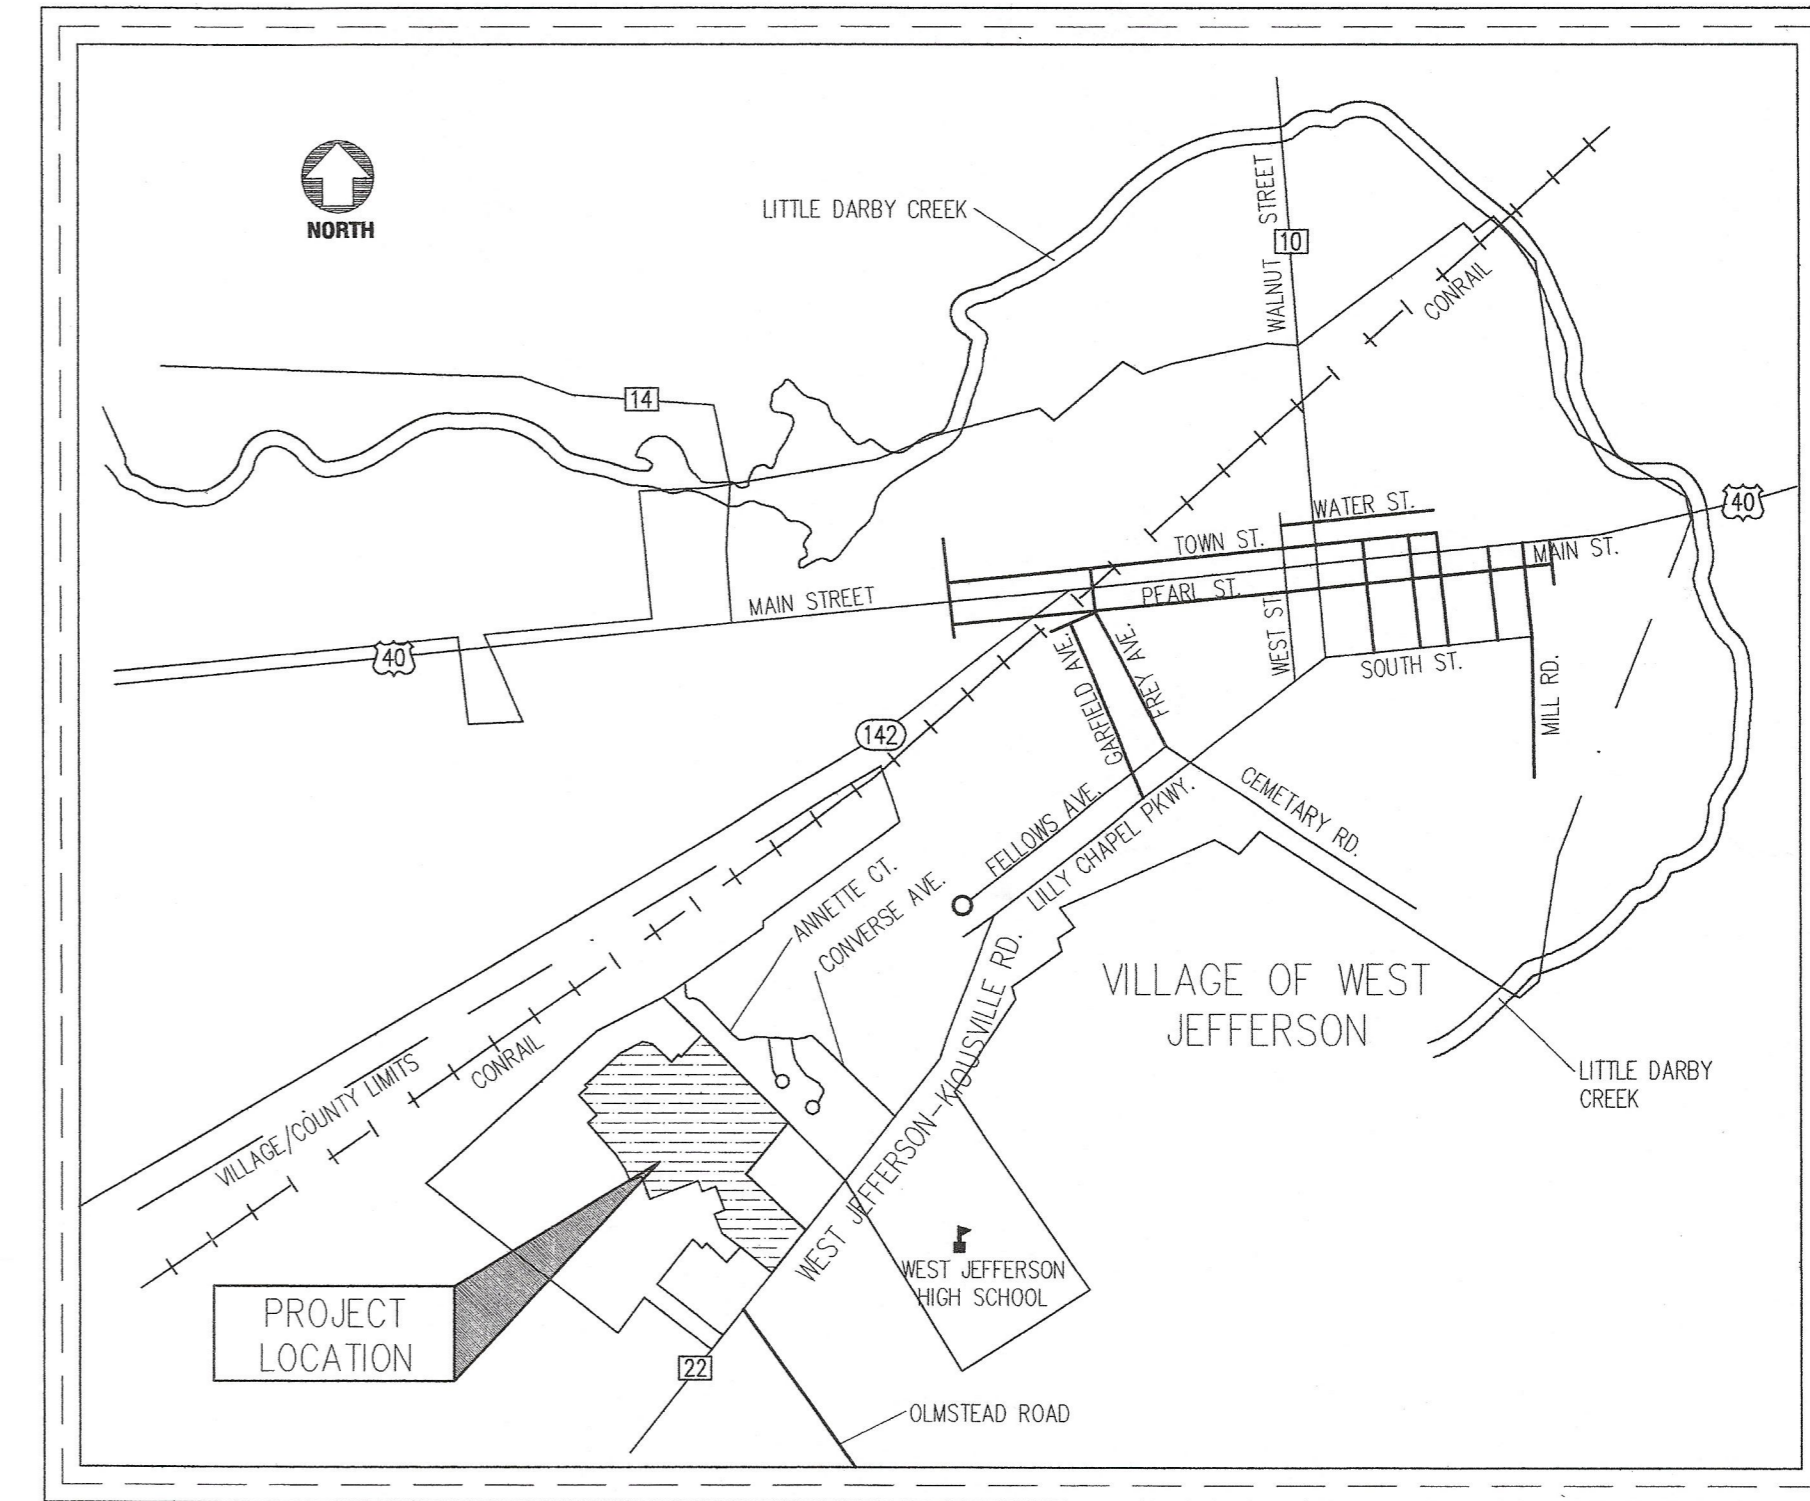 NORTH
LITTLE DARBY CREEK
WALNUT STREET
10
CONRAIL
14
40
WATER ST.
TOWN ST.
MAIN ST.
PEARL ST.
MAIN STREET
40
WEST ST.
SOUTH ST.
MILL RD.
GARFIELD AVE.
FREY AVE.
142
CEMETARY RD.
FELLOWS AVE.
LILLY CHAPEL PKWY.
ANNETTE CT.
CONVERSE AVE.
VILLAGE OF WEST
JEFFERSON
WEST JEFFERSON-KIOUSVILLE RD.
VILLAGE/COUNTY LIMITS
CONRAIL
LITTLE DARBY
CREEK
WEST JEFFERSON
HIGH SCHOOL
PROJECT
LOCATION
22
OLMSTEAD ROAD